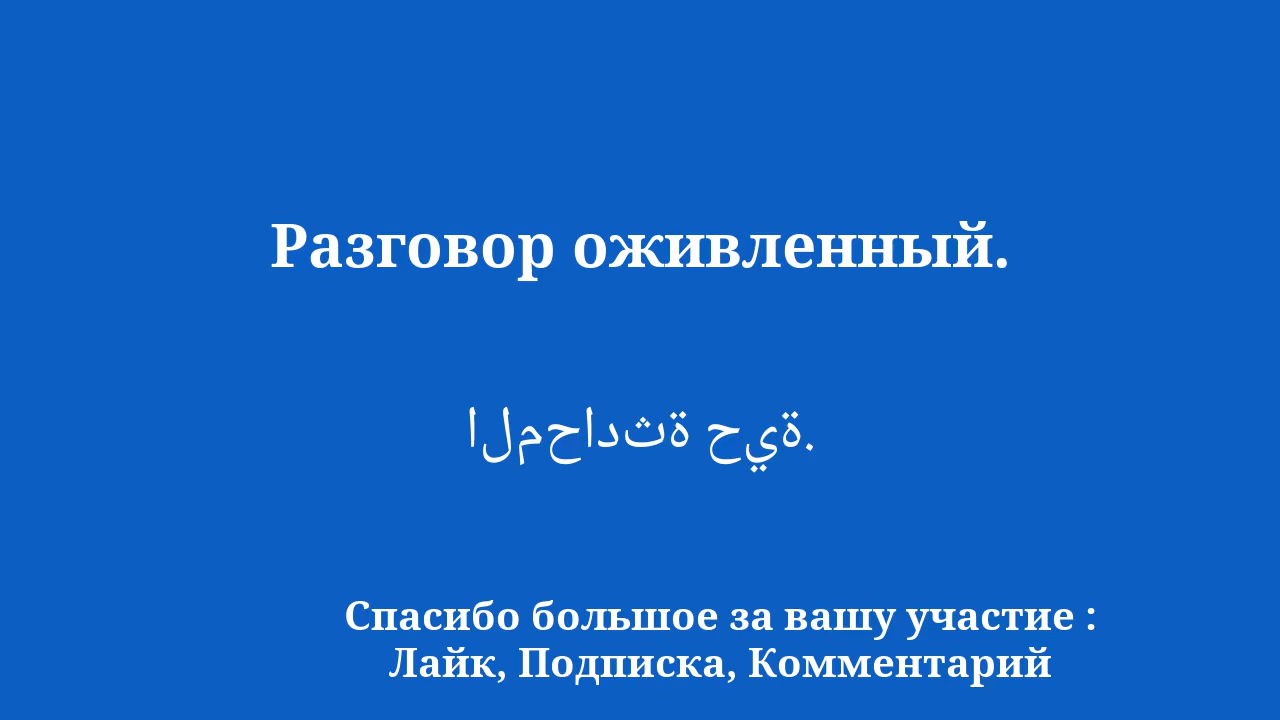 Разговор оживленный.
المحادثة حية.
Спасибо большое за вашу участие :
Лайк, Подписка, Комментарий